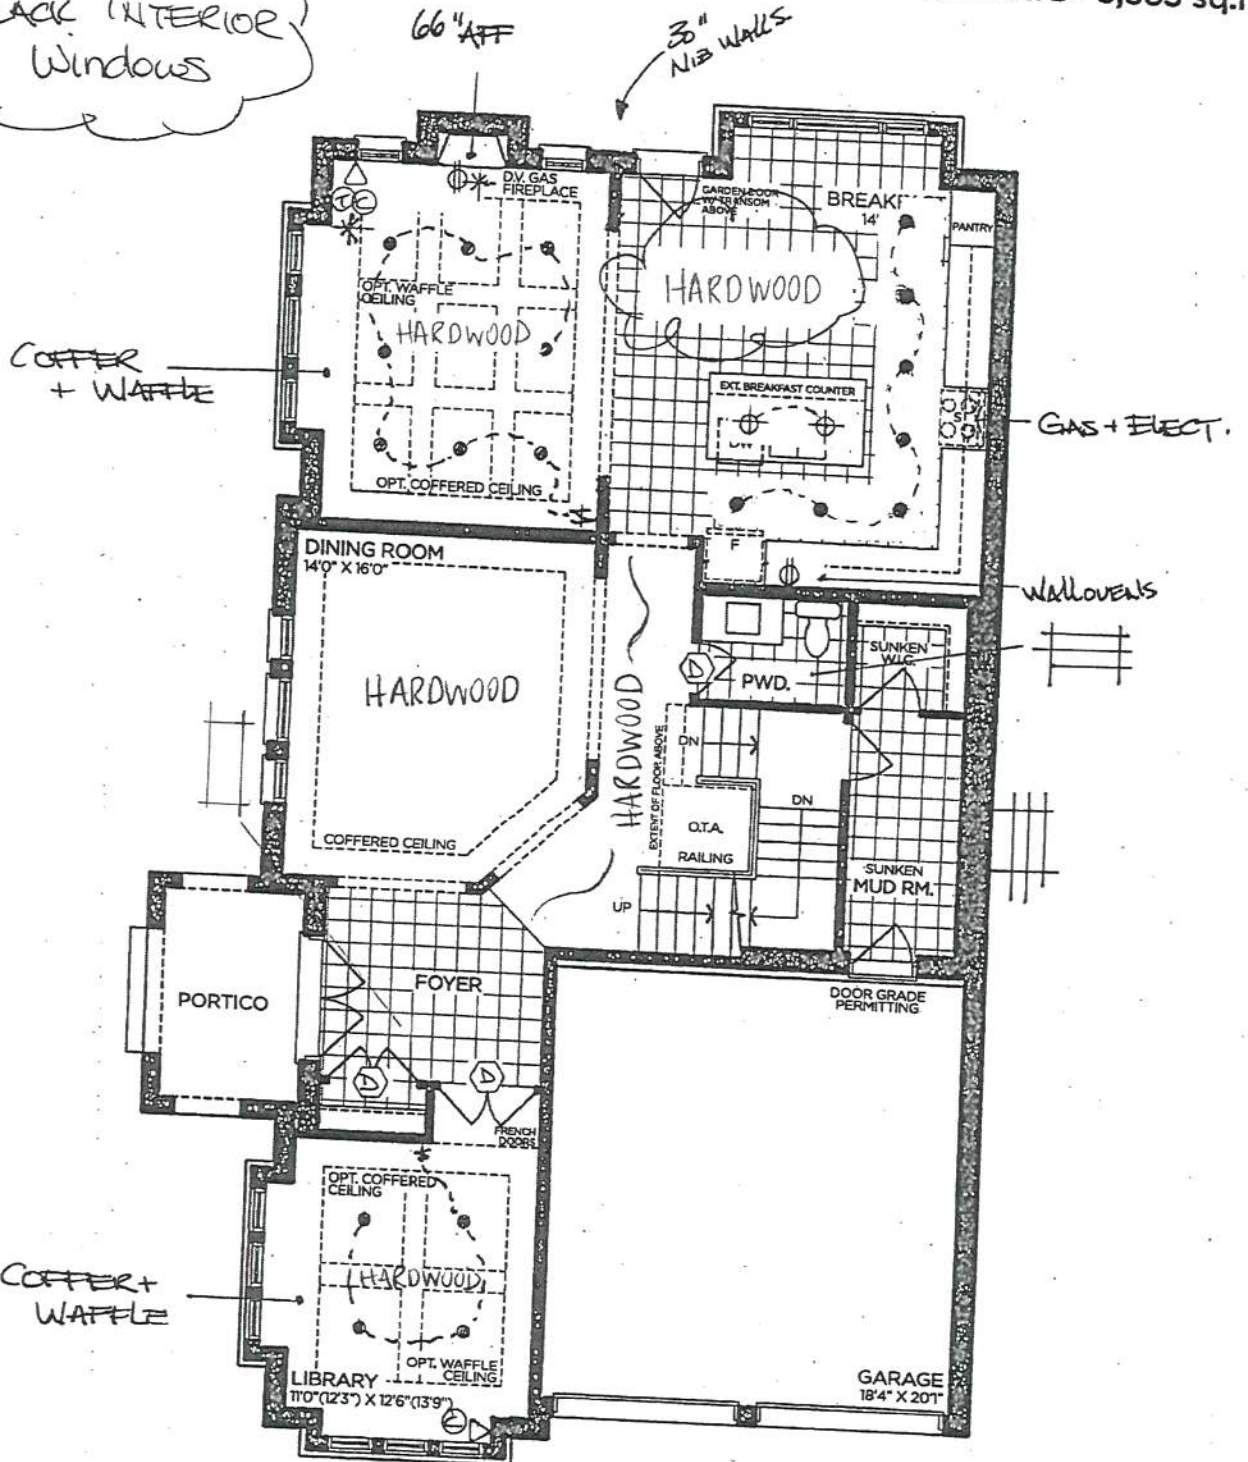 INTERIOR
Windows
66" AFF
30"
NIB WALLS
D.V. GAS
FIREPLACE
GARDEN DOOR
W/ TRANSOM
ABOVE
BREAKF
14'
PANTRY
T C
HARDWOOD
OPT. WAFFLE
CEILING
HARDWOOD
COFFER
+ WAFFLE
EXT. BREAKFAST COUNTER
DW
GAS + ELECT.
OPT. COFFERED CEILING
F
DINING ROOM
14'0" X 16'0"
WALLOVENS
SUNKEN
W.I.C.
D
PWD.
HARDWOOD
HARDWOOD
DN
EXTENT OF FLOOR ABOVE
DN
O.T.A.
RAILING
COFFERED CEILING
SUNKEN
MUD RM.
UP
FOYER
PORTICO
DOOR GRADE
PERMITTING
D
D
FRENCH
DOORS
OPT. COFFERED
CEILING
HARDWOOD
COFFER +
WAFFLE
OPT. WAFFLE
CEILING
LIBRARY
11'0"(12'3") X 12'6"(13'9")
C
GARAGE
18'4" X 20'1"